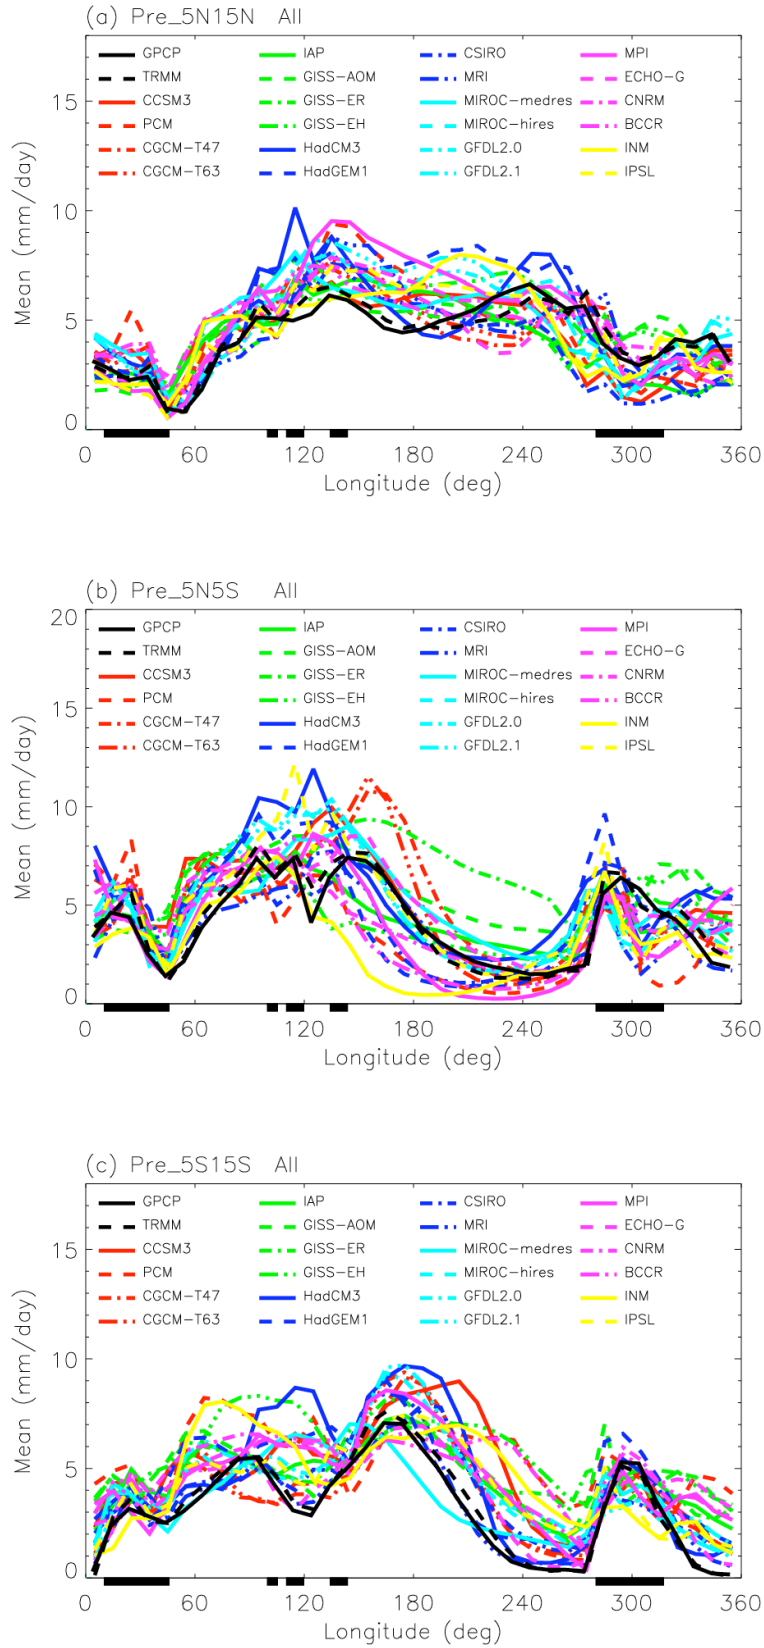 (a) Pre_5N15N All
GPCP IAP CSIRO MPI
TRMM GISS-AOM MRI ECHO-G
CCSM3 GISS-ER MIROC-medres CNRM
PCM GISS-EH MIROC-hires BCCR
CGCM-T47 HadCM3 GFDL2.0 INM
CGCM-T63 HadGEM1 GFDL2.1 IPSL
Mean (mm/day)
15
10
5
0
0 60 120 180 240 300 360
Longitude (deg)
(b) Pre_5N5S All
GPCP IAP CSIRO MPI
TRMM GISS-AOM MRI ECHO-G
CCSM3 GISS-ER MIROC-medres CNRM
PCM GISS-EH MIROC-hires BCCR
CGCM-T47 HadCM3 GFDL2.0 INM
CGCM-T63 HadGEM1 GFDL2.1 IPSL
Mean (mm/day)
20
15
10
5
0
0 60 120 180 240 300 360
Longitude (deg)
(c) Pre_5S15S All
GPCP IAP CSIRO MPI
TRMM GISS-AOM MRI ECHO-G
CCSM3 GISS-ER MIROC-medres CNRM
PCM GISS-EH MIROC-hires BCCR
CGCM-T47 HadCM3 GFDL2.0 INM
CGCM-T63 HadGEM1 GFDL2.1 IPSL
Mean (mm/day)
15
10
5
0
0 60 120 180 240 300 360
Longitude (deg)